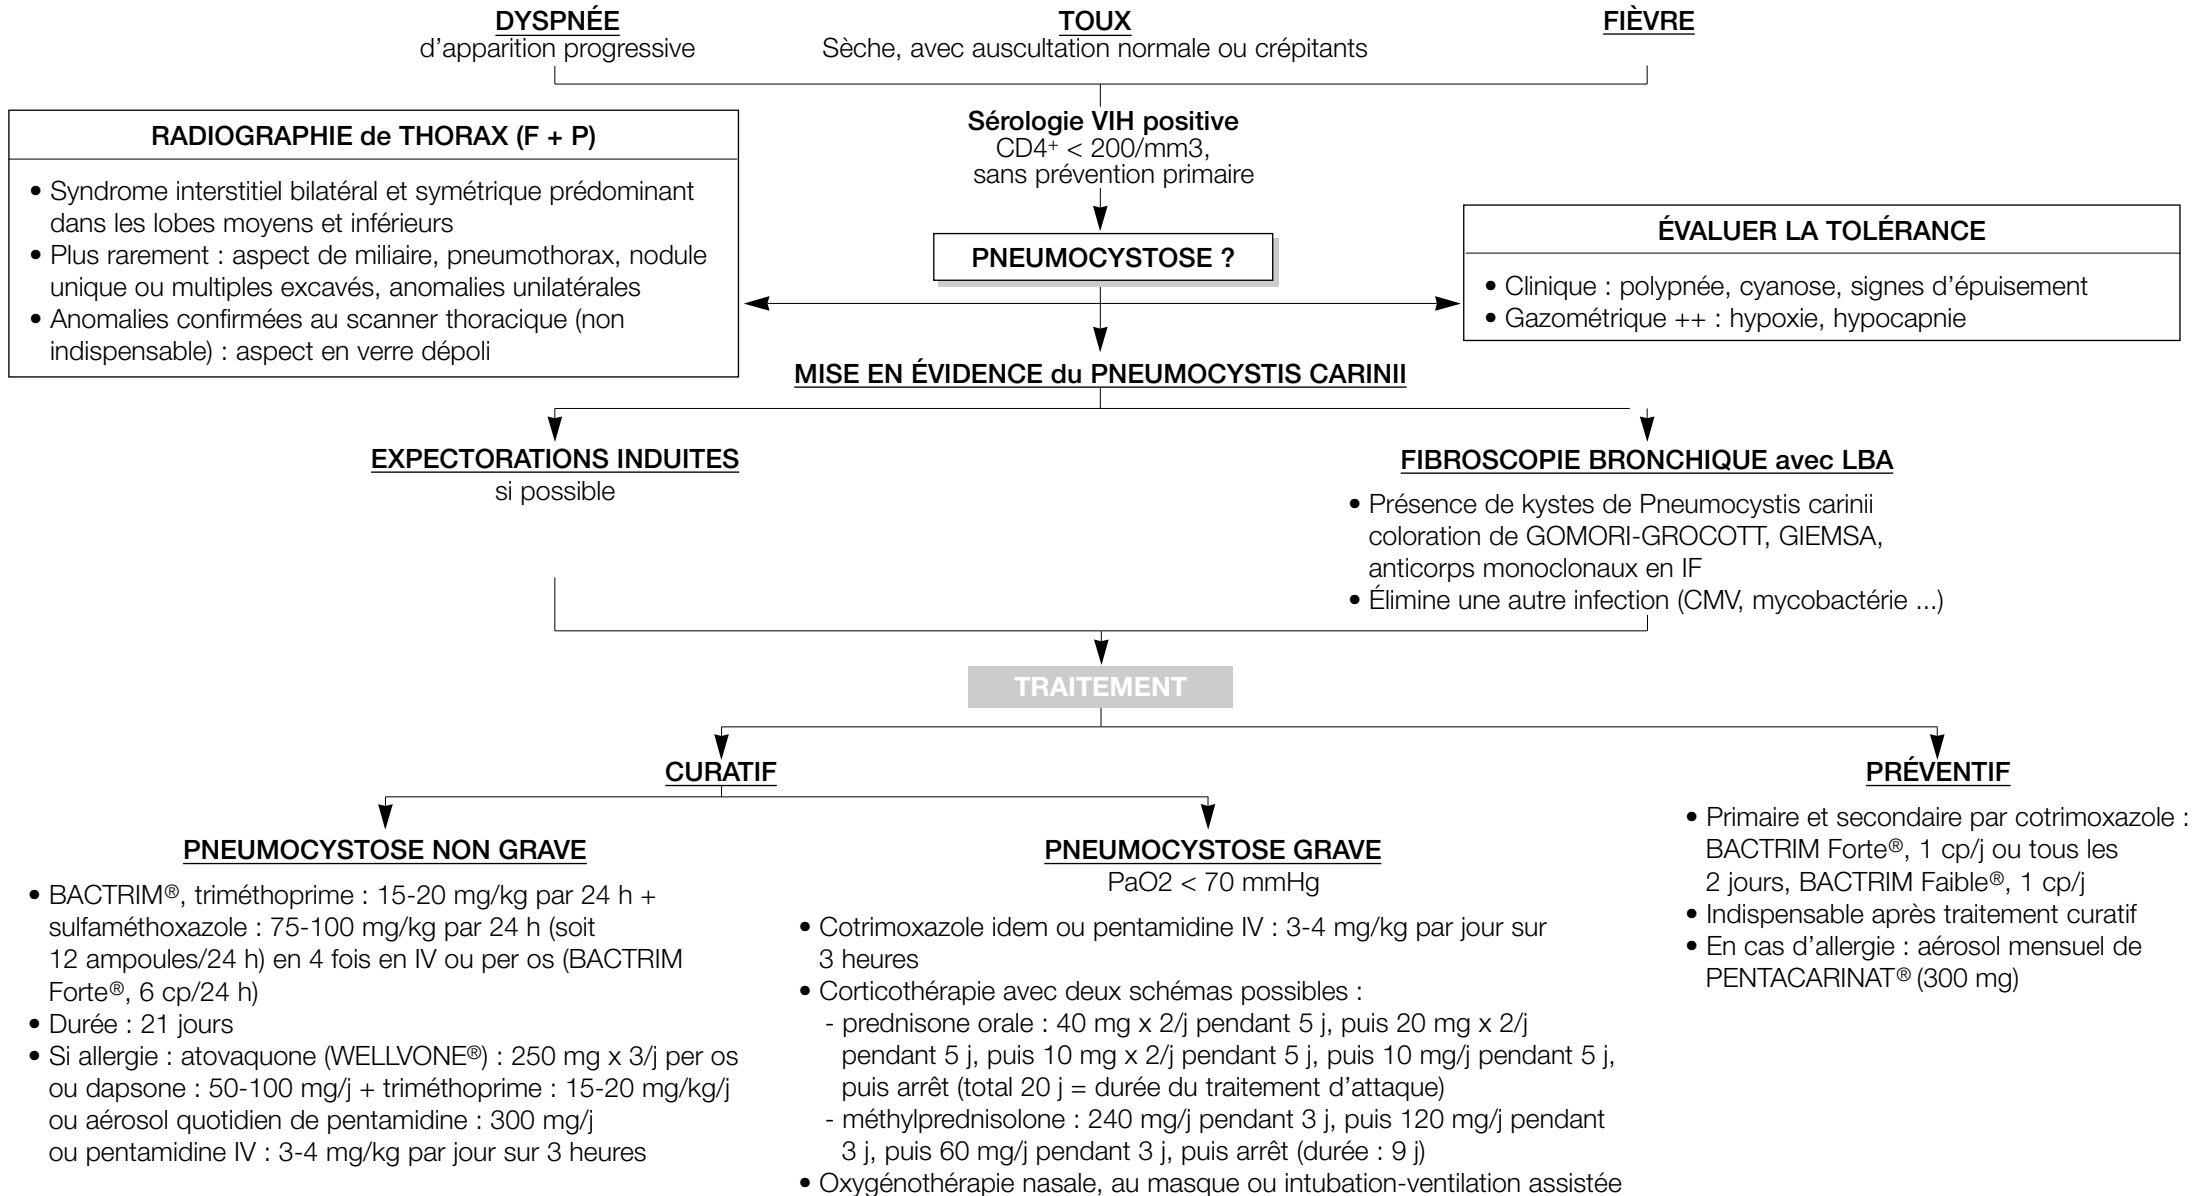 DYSPNÉE
d'apparition progressive
TOUX
Sèche, avec auscultation normale ou crépitants
FIÈVRE
RADIOGRAPHIE de THORAX (F + P)
• Syndrome interstitiel bilatéral et symétrique prédominant
dans les lobes moyens et inférieurs
• Plus rarement : aspect de miliaire, pneumothorax, nodule
unique ou multiples excavés, anomalies unilatérales
• Anomalies confirmées au scanner thoracique (non
indispensable) : aspect en verre dépoli
Sérologie VIH positive
CD4+ < 200/mm3,
sans prévention primaire
PNEUMOCYSTOSE ?
ÉVALUER LA TOLÉRANCE
• Clinique : polypnée, cyanose, signes d'épuisement
• Gazométrique ++ : hypoxie, hypocapnie
MISE EN ÉVIDENCE du PNEUMOCYSTIS CARINII
EXPECTORATIONS INDUITES
si possible
FIBROSCOPIE BRONCHIQUE avec LBA
• Présence de kystes de Pneumocystis carinii
coloration de GOMORI-GROCOTT, GIEMSA,
anticorps monoclonaux en IF
• Élimine une autre infection (CMV, mycobactérie ...)
TRAITEMENT
CURATIF
PNEUMOCYSTOSE NON GRAVE
• BACTRIM®, triméthoprime : 15-20 mg/kg par 24 h +
sulfaméthoxazole : 75-100 mg/kg par 24 h (soit
12 ampoules/24 h) en 4 fois en IV ou per os (BACTRIM
Forte®, 6 cp/24 h)
• Durée : 21 jours
• Si allergie : atovaquone (WELLVONE®) : 250 mg x 3/j per os
ou dapsone : 50-100 mg/j + triméthoprime : 15-20 mg/kg/j
ou aérosol quotidien de pentamidine : 300 mg/j
ou pentamidine IV : 3-4 mg/kg par jour sur 3 heures
PNEUMOCYSTOSE GRAVE
PaO2 < 70 mmHg
• Cotrimoxazole idem ou pentamidine IV : 3-4 mg/kg par jour sur
3 heures
• Corticothérapie avec deux schémas possibles :
- prednisone orale : 40 mg x 2/j pendant 5 j, puis 20 mg x 2/j
pendant 5 j, puis 10 mg x 2/j pendant 5 j, puis 10 mg/j pendant 5 j,
puis arrêt (total 20 j = durée du traitement d'attaque)
- méthylprednisolone : 240 mg/j pendant 3 j, puis 120 mg/j pendant
3 j, puis 60 mg/j pendant 3 j, puis arrêt (durée : 9 j)
• Oxygénothérapie nasale, au masque ou intubation-ventilation assistée
PRÉVENTIF
• Primaire et secondaire par cotrimoxazole :
BACTRIM Forte®, 1 cp/j ou tous les
2 jours, BACTRIM Faible®, 1 cp/j
• Indispensable après traitement curatif
• En cas d'allergie : aérosol mensuel de
PENTACARINAT® (300 mg)